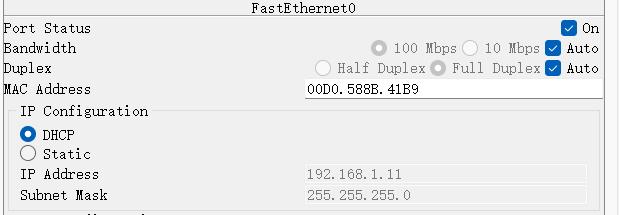 FastEthernet0
Port Status On
Bandwidth 100 Mbps 10 Mbps Auto
Duplex Half Duplex Full Duplex Auto
MAC Address 00D0.588B.41B9
IP Configuration
DHCP
Static
IP Address 192.168.1.11
Subnet Mask 255.255.255.0